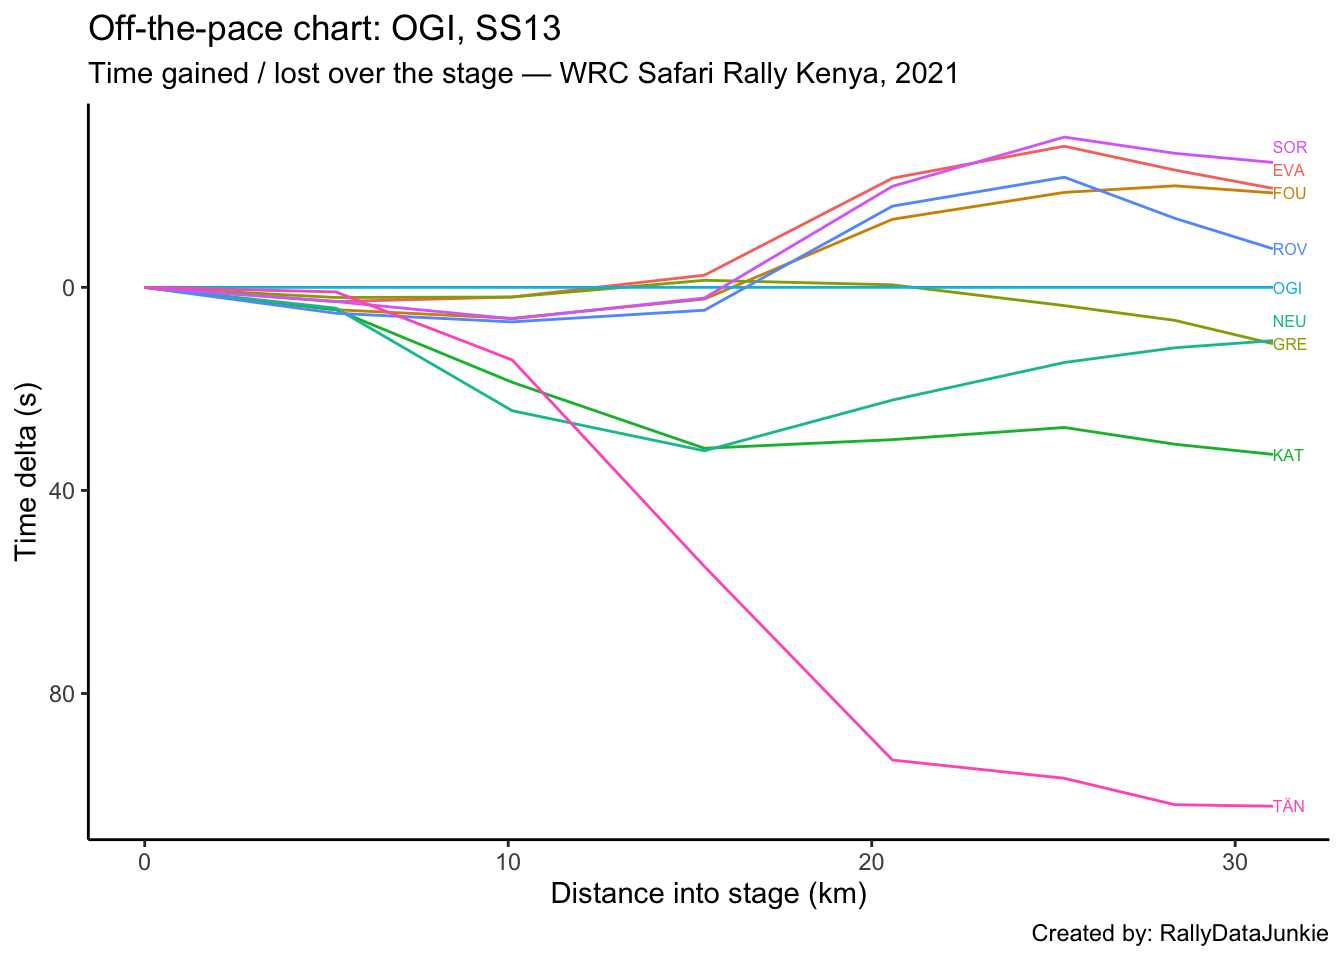 Off-the-pace chart: OGI, SS13
Time gained / lost over the stage — WRC Safari Rally Kenya, 2021
SOR
EVA
FOU
ROV
0
OGI
NEU
GRE
Time delta (s)
KAT
40
80
TÄN
0 10 20 30
Distance into stage (km)
Created by: RallyDataJunkie